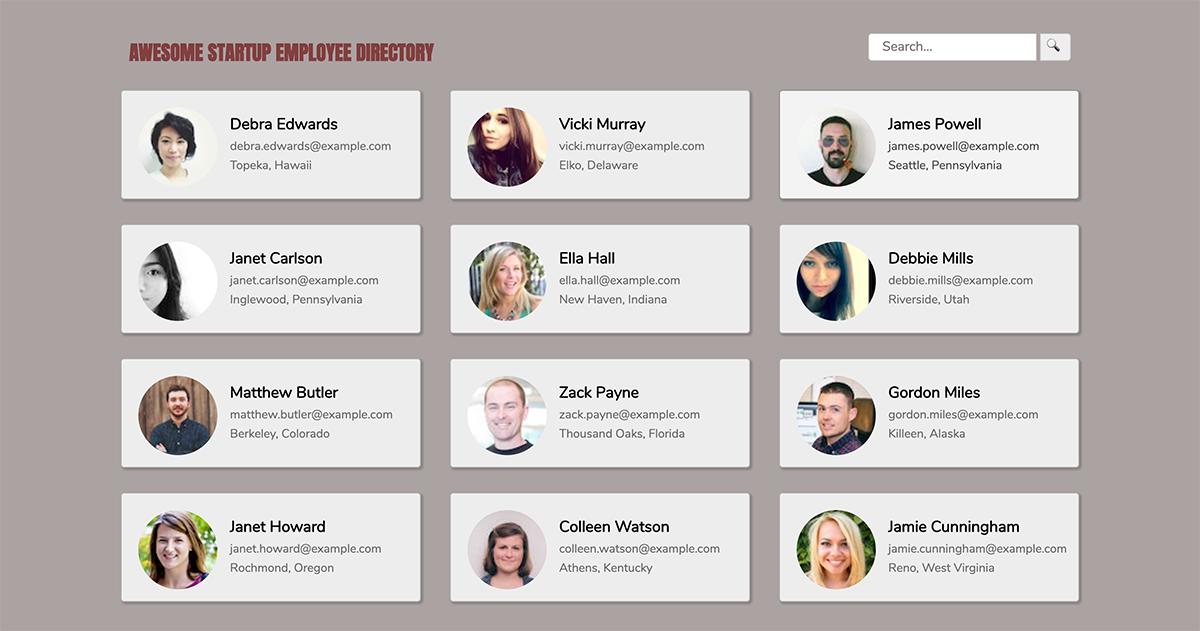 AWESOME STARTUP EMPLOYEE DIRECTORY
Search...
Debra Edwards
debra.edwards@example.com
Topeka, Hawaii
Vicki Murray
vicki.murray@example.com
Elko, Delaware
James Powell
james.powell@example.com
Seattle, Pennsylvania
Janet Carlson
janet.carlson@example.com
Inglewood, Pennsylvania
Ella Hall
ella.hall@example.com
New Haven, Indiana
Debbie Mills
debbie.mills@example.com
Riverside, Utah
Matthew Butler
matthew.butler@example.com
Berkeley, Colorado
Zack Payne
zack.payne@example.com
Thousand Oaks, Florida
Gordon Miles
gordon.miles@example.com
Killeen, Alaska
Janet Howard
janet.howard@example.com
Rochmond, Oregon
Colleen Watson
colleen.watson@example.com
Athens, Kentucky
Jamie Cunningham
jamie.cunningham@example.com
Reno, West Virginia